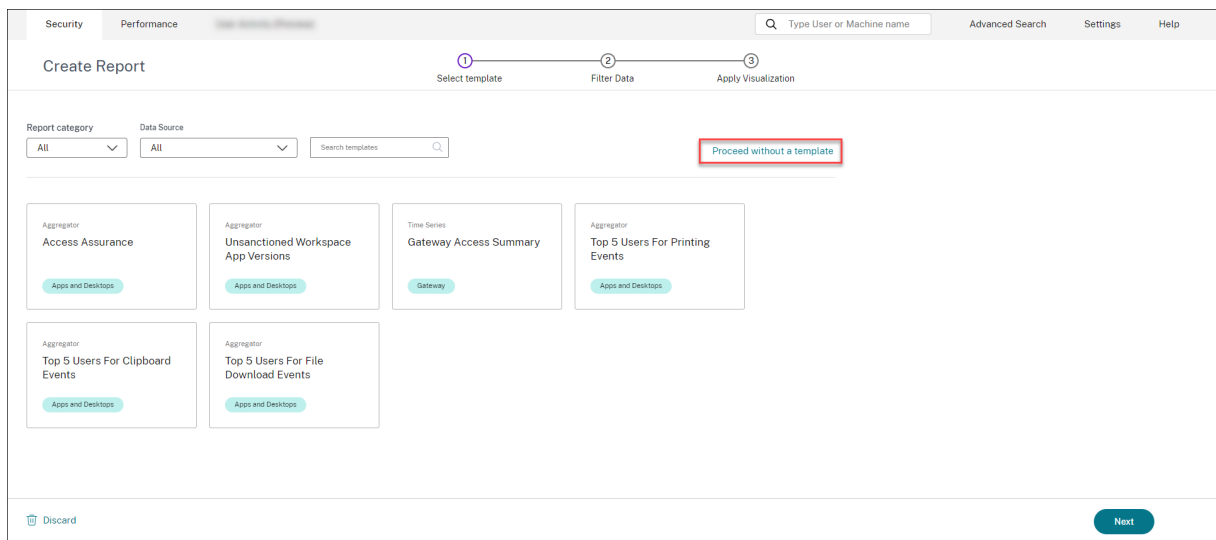 Security Performance Type User or Machine name Advanced Search Settings Help
Create Report
1 2 3
Select template Filter Data Apply Visualization
Report category Data Source
All All Search templates Proceed without a template
Aggregator
Access Assurance
Apps and Desktops
Aggregator
Unsanctioned Workspace
App Versions
Apps and Desktops
Time Series
Gateway Access Summary
Gateway
Aggregator
Top 5 Users For Printing
Events
Apps and Desktops
Aggregator
Top 5 Users For Clipboard
Events
Apps and Desktops
Aggregator
Top 5 Users For File
Download Events
Apps and Desktops
Discard Next